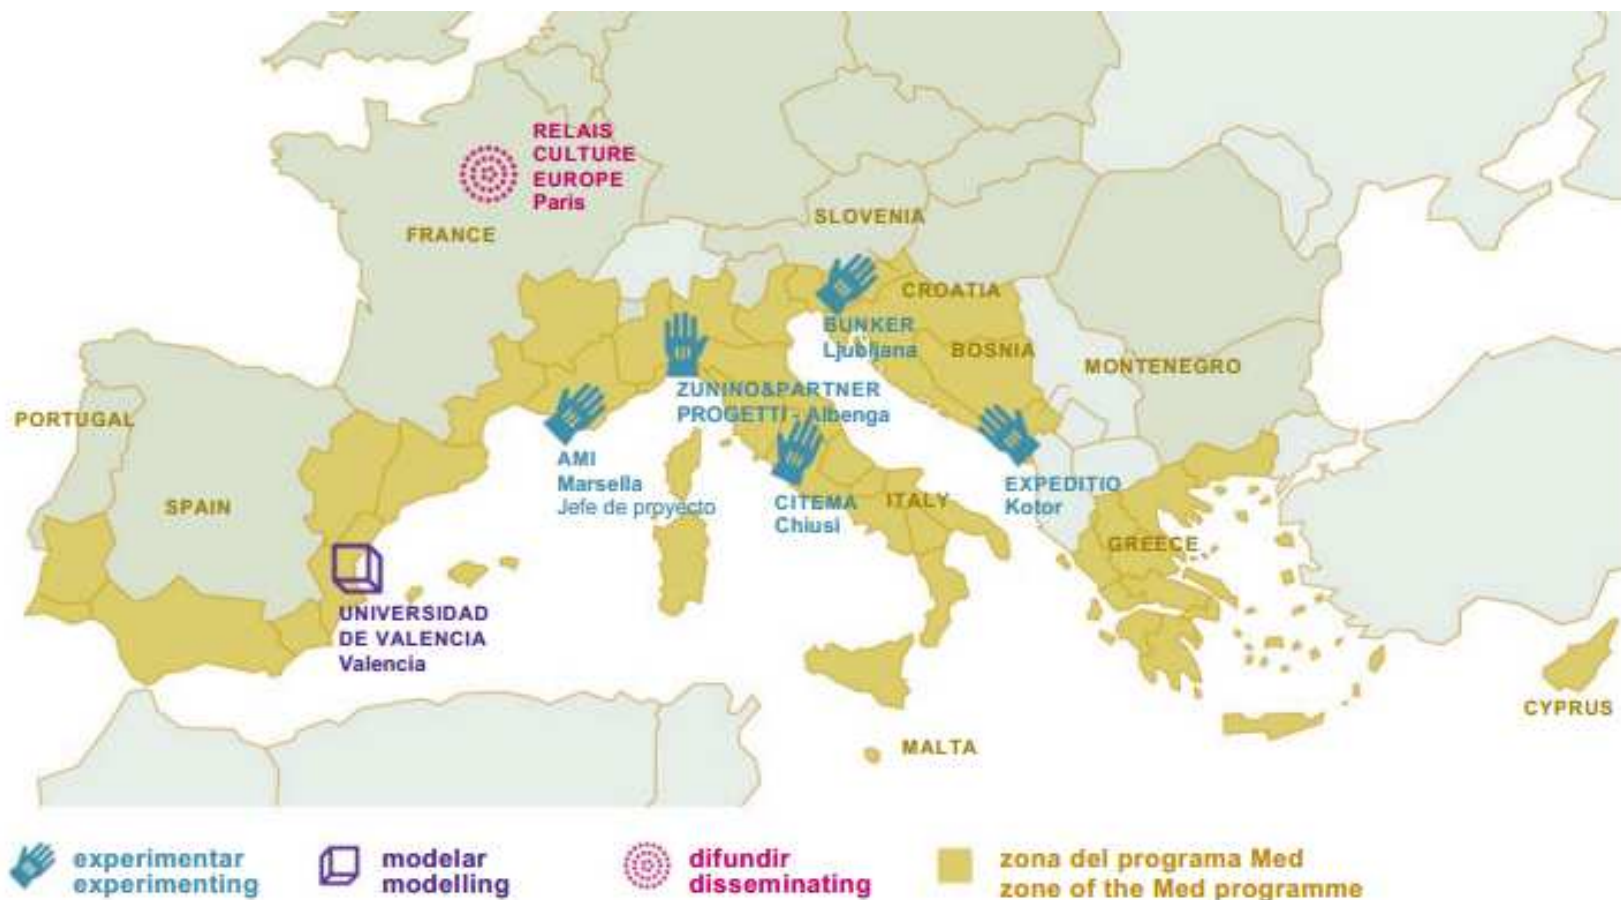 RELAIS
CULTURE
EUROPE
Paris
SLOVENIA
FRANCE
CROATIA
BUNKER
Ljubljana
BOSNIA
MONTENEGRO
ZUNINO&PARTNER
PROGETTI - Albenga
PORTUGAL
AMI
Marsella
Jefe de proyecto
SPAIN
CITEMA
Chiusi
ITALY
EXPEDITIO
Kotor
GREECE
UNIVERSIDAD
DE VALENCIA
Valencia
CYPRUS
MALTA
experimentar
experimenting
modelar
modelling
difundir
disseminating
zona del programa Med
zone of the Med programme